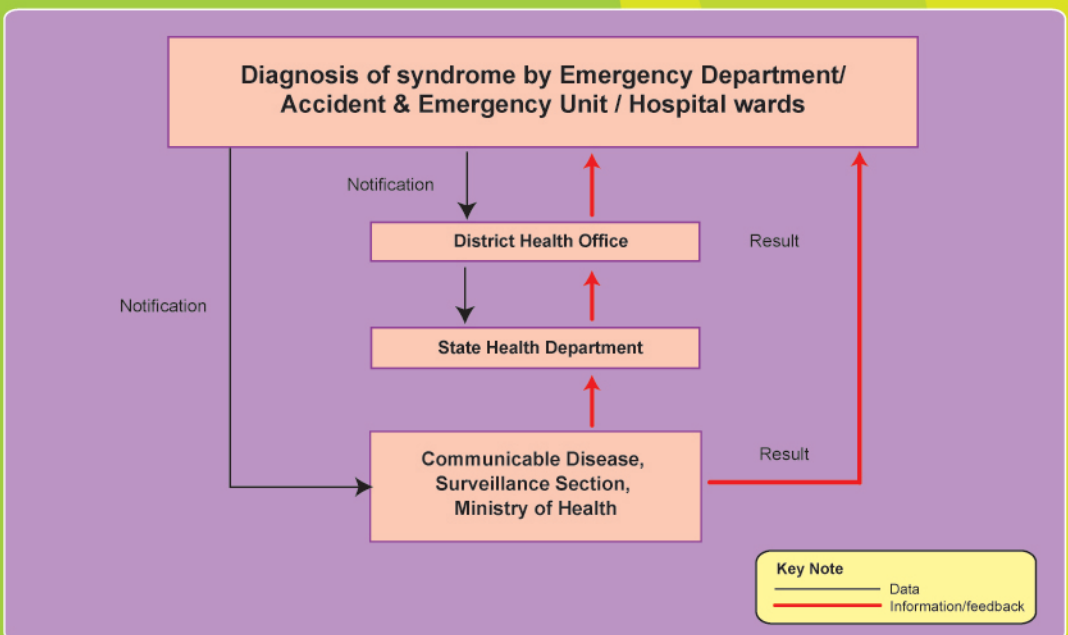 Diagnosis of syndrome by Emergency Department/
Accident & Emergency Unit / Hospital wards
Notification
District Health Office
Result
Notification
State Health Department
Communicable Disease,
Surveillance Section,
Ministry of Health
Result
Key Note
Data
Information/feedback